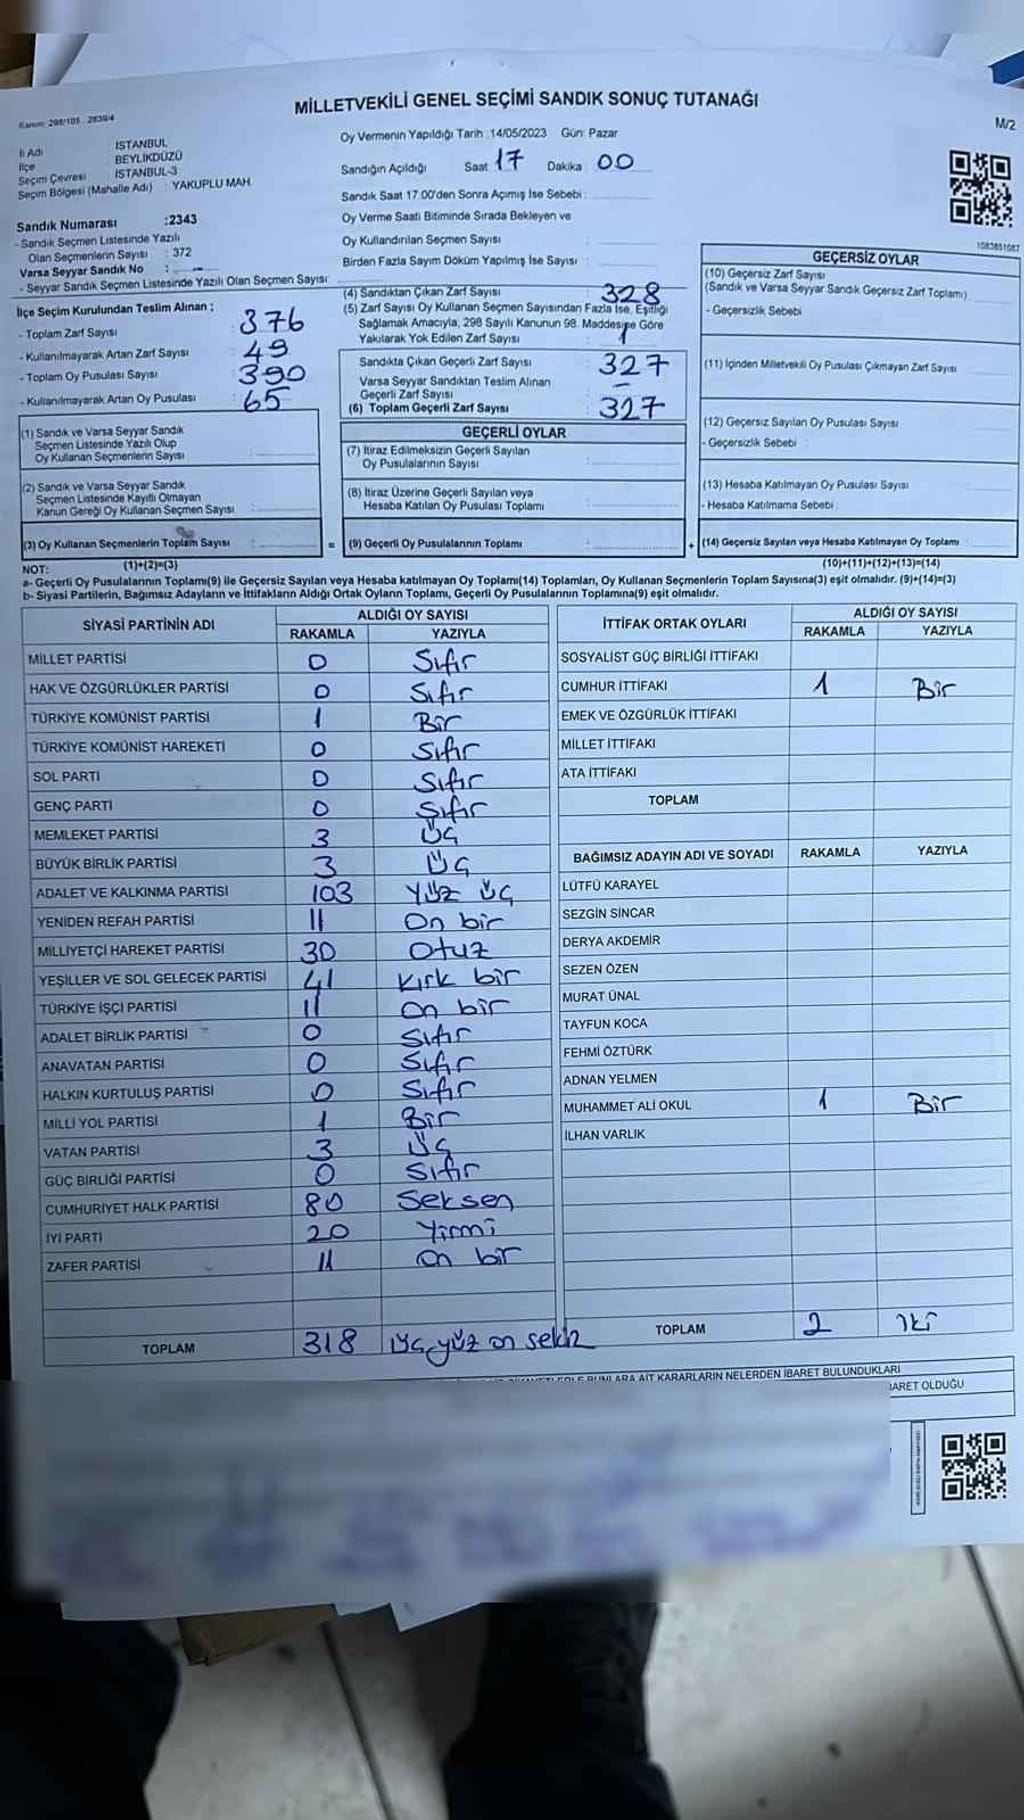 MİLLETVEKİLİ GENEL SEÇİMİ SANDIK SONUÇ TUTANAĞI
Kanun: 298/105 , 2839/4
M/2
İl Adı İSTANBUL
İlçe BEYLİKDÜZÜ
Seçim Çevresi İSTANBUL-3
Seçim Bölgesi (Mahalle Adı) : YAKUPLU MAH.
Sandık Numarası :2343
- Sandık Seçmen Listesinde Yazılı
Olan Seçmenlerin Sayısı : 372
Varsa Seyyar Sandık No : -
- Seyyar Sandık Seçmen Listesinde Yazılı Olan Seçmen Sayısı:
Oy Vermenin Yapıldığı Tarih :14/05/2023 Gün: Pazar
Sandığın Açıldığı Saat 17 Dakika 00
Sandık Saat 17:00'den Sonra Açımış İse Sebebi :
Oy Verme Saati Bitiminde Sırada Bekleyen ve
Oy Kullandırılan Seçmen Sayısı :
Birden Fazla Sayım Döküm Yapılmış İse Sayısı :
İlçe Seçim Kurulundan Teslim Alınan ;
- Toplam Zarf Sayısı : 376
- Kullanılmayarak Artan Zarf Sayısı : 49
- Toplam Oy Pusulası Sayısı : 390
- Kullanılmayarak Artan Oy Pusulası : 65
(4) Sandıktan Çıkan Zarf Sayısı : 328
(5) Zarf Sayısı Oy Kullanan Seçmen Sayısından Fazla İse, Eşitliği
Sağlamak Amacıyla; 298 Sayılı Kanunun 98. Maddesine Göre
Yakılarak Yok Edilen Zarf Sayısı : 1
Sandıkta Çıkan Geçerli Zarf Sayısı : 327
Varsa Seyyar Sandıktan Teslim Alınan
Geçerli Zarf Sayısı : -
(6) Toplam Geçerli Zarf Sayısı : 327
(1) Sandık ve Varsa Seyyar Sandık
Seçmen Listesinde Yazılı Olup
Oy Kullanan Seçmenlerin Sayısı :
(2) Sandık ve Varsa Seyyar Sandık
Seçmen Listesinde Kayıtlı Olmayan
Kanun Gereği Oy Kullanan Seçmen Sayısı :
(3) Oy Kullanan Seçmenlerin Toplam Sayısı :
GEÇERLİ OYLAR
(7) İtiraz Edilmeksizin Geçerli Sayılan
Oy Pusulalarının Sayısı :
(8) İtiraz Üzerine Geçerli Sayılan veya
Hesaba Katılan Oy Pusulası Toplamı :
= (9) Geçerli Oy Pusulalarının Toplamı :
1083651087
GEÇERSİZ OYLAR
(10) Geçersiz Zarf Sayısı
(Sandık ve Varsa Seyyar Sandık Geçersiz Zarf Toplamı) :
- Geçersizlik Sebebi :
(11) İçinden Milletvekili Oy Pusulası Çıkmayan Zarf Sayısı :
(12) Geçersiz Sayılan Oy Pusulası Sayısı :
- Geçersizlik Sebebi :
(13) Hesaba Katılmayan Oy Pusulası Sayısı :
- Hesaba Katılmama Sebebi :
+ (14) Geçersiz Sayılan veya Hesaba Katılmayan Oy Toplamı :
NOT: (1)+(2)=(3) (10)+(11)+(12)+(13)=(14)
a- Geçerli Oy Pusulalarının Toplamı(9) ile Geçersiz Sayılan veya Hesaba katılmayan Oy Toplamı(14) Toplamları, Oy Kullanan Seçmenlerin Toplam Sayısına(3) eşit olmalıdır. (9)+(14)=(3)
b- Siyasi Partilerin, Bağımsız Adayların ve İttifakların Aldığı Ortak Oyların Toplamı, Geçerli Oy Pusulalarının Toplamına(9) eşit olmalıdır.
SİYASİ PARTİNİN ADI ALDIĞI OY SAYISI
RAKAMLA YAZIYLA
MİLLET PARTİSİ 0 Sıfır
HAK VE ÖZGÜRLÜKLER PARTİSİ 0 Sıfır
TÜRKİYE KOMÜNİST PARTİSİ 1 Bir
TÜRKİYE KOMÜNİST HAREKETİ 0 Sıfır
SOL PARTİ 0 Sıfır
GENÇ PARTİ 0 Sıfır
MEMLEKET PARTİSİ 3 Üç
BÜYÜK BİRLİK PARTİSİ 3 Üç
ADALET VE KALKINMA PARTİSİ 103 Yüz Üç
YENİDEN REFAH PARTİSİ 11 On bir
MİLLİYETÇİ HAREKET PARTİSİ 30 Otuz
YEŞİLLER VE SOL GELECEK PARTİSİ 41 Kırk bir
TÜRKİYE İŞÇİ PARTİSİ 11 On bir
ADALET BİRLİK PARTİSİ 0 Sıfır
ANAVATAN PARTİSİ 0 Sıfır
HALKIN KURTULUŞ PARTİSİ 0 Sıfır
MİLLİ YOL PARTİSİ 1 Bir
VATAN PARTİSİ 3 Üç
GÜÇ BİRLİĞİ PARTİSİ 0 Sıfır
CUMHURİYET HALK PARTİSİ 80 Seksen
İYİ PARTİ 20 Yirmi
ZAFER PARTİSİ 11 On bir
TOPLAM 318 Üç yüz on sekiz
İTTİFAK ORTAK OYLARI ALDIĞI OY SAYISI
RAKAMLA YAZIYLA
SOSYALİST GÜÇ BİRLİĞİ İTTİFAKI
CUMHUR İTTİFAKI 1 Bir
EMEK VE ÖZGÜRLÜK İTTİFAKI
MİLLET İTTİFAKI
ATA İTTİFAKI
TOPLAM
BAĞIMSIZ ADAYIN ADI VE SOYADI RAKAMLA YAZIYLA
LÜTFÜ KARAYEL
SEZGİN SİNCAR
DERYA AKDEMİR
SEZEN ÖZEN
MURAT ÜNAL
TAYFUN KOCA
FEHMİ ÖZTÜRK
ADNAN YELMEN
MUHAMMET ALİ OKUL 1 Bir
İLHAN VARLIK
TOPLAM 2 İki
BUNLARA AİT KARARLARIN NELERDEN İBARET BULUNDUKLARI
İBARET OLDUĞU